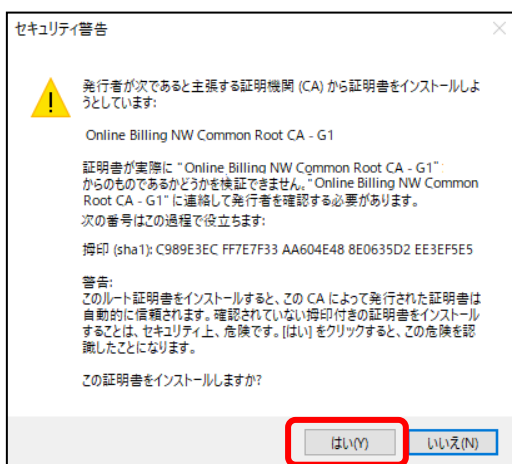 セキュリティ警告
発行者が次であると主張する証明機関 (CA) から証明書をインストールしよ
うとしています:
Online Billing NW Common Root CA - G1
証明書が実際に "Online Billing NW Common Root CA - G1"
からのものであるかどうかを検証できません。"Online Billing NW Common
Root CA - G1" に連絡して発行者を確認する必要があります。
次の番号はこの過程で役立ちます:
拇印 (sha1): C989E3EC FF7E7F33 AA604E48 8E0635D2 EE3EF5E5
警告:
このルート証明書をインストールすると、この CA によって発行された証明書は
自動的に信頼されます。確認されていない拇印付きの証明書をインストール
することは、セキュリティ上、危険です。[はい] をクリックすると、この危険を認
識したことになります。
この証明書をインストールしますか?
はい(Y)
いいえ(N)